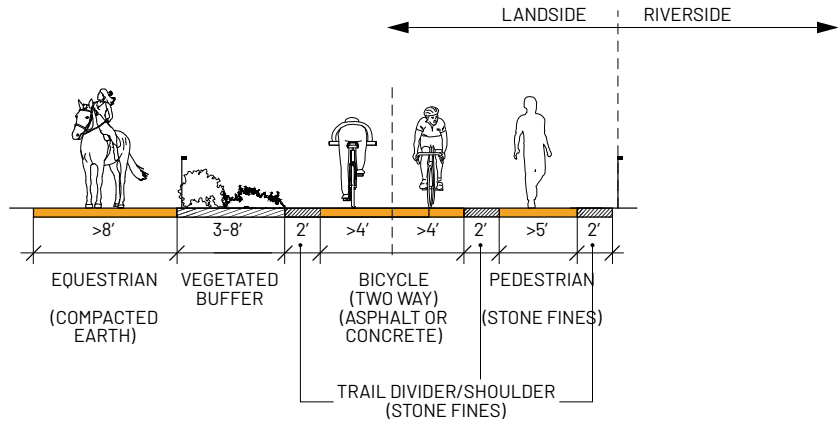 LANDSIDE RIVERSIDE
>8′ 3-8′ 2′ >4′ >4′ 2′ >5′ 2′
EQUESTRIAN
(COMPACTED
EARTH)
VEGETATED
BUFFER
BICYCLE
(TWO WAY)
(ASPHALT OR
CONCRETE)
PEDESTRIAN
(STONE FINES)
TRAIL DIVIDER/SHOULDER
(STONE FINES)